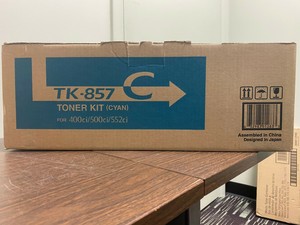 TK-857 C
TONER KIT (CYAN)
FOR 400ci/500ci/552ci
Assembled in China
Designed in Japan